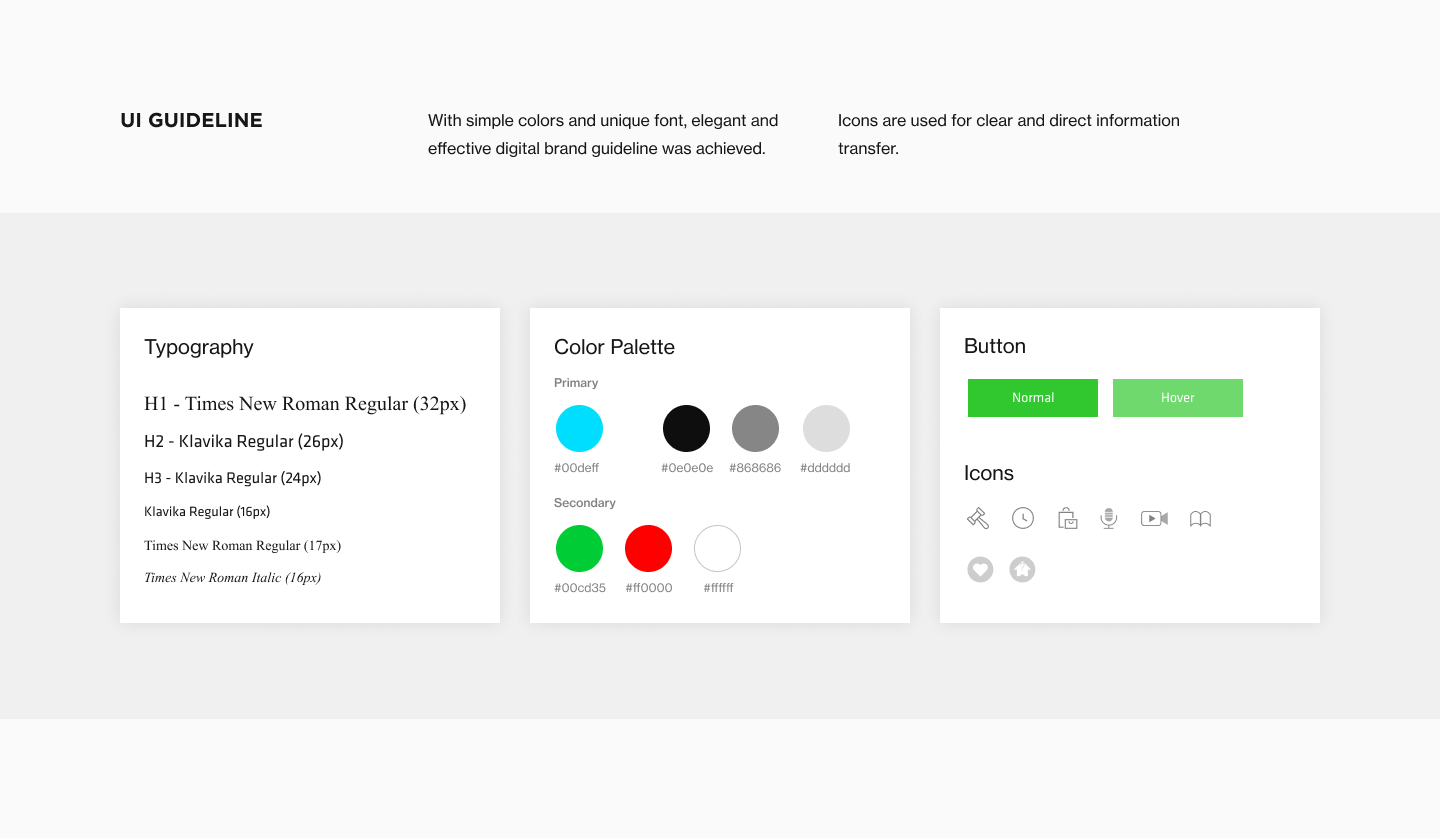 UI GUIDELINE
With simple colors and unique font, elegant and
effective digital brand guideline was achieved.
Icons are used for clear and direct information
transfer.
Typography
H1 - Times New Roman Regular (32px)
H2 - Klavika Regular (26px)
H3 - Klavika Regular (24px)
Klavika Regular (16px)
Times New Roman Regular (17px)
Times New Roman Italic (16px)
Color Palette
Primary
#00deff #0e0e0e #868686 #dddddd
Secondary
#00cd35 #ff0000 #ffffff
Button
Normal Hover
Icons